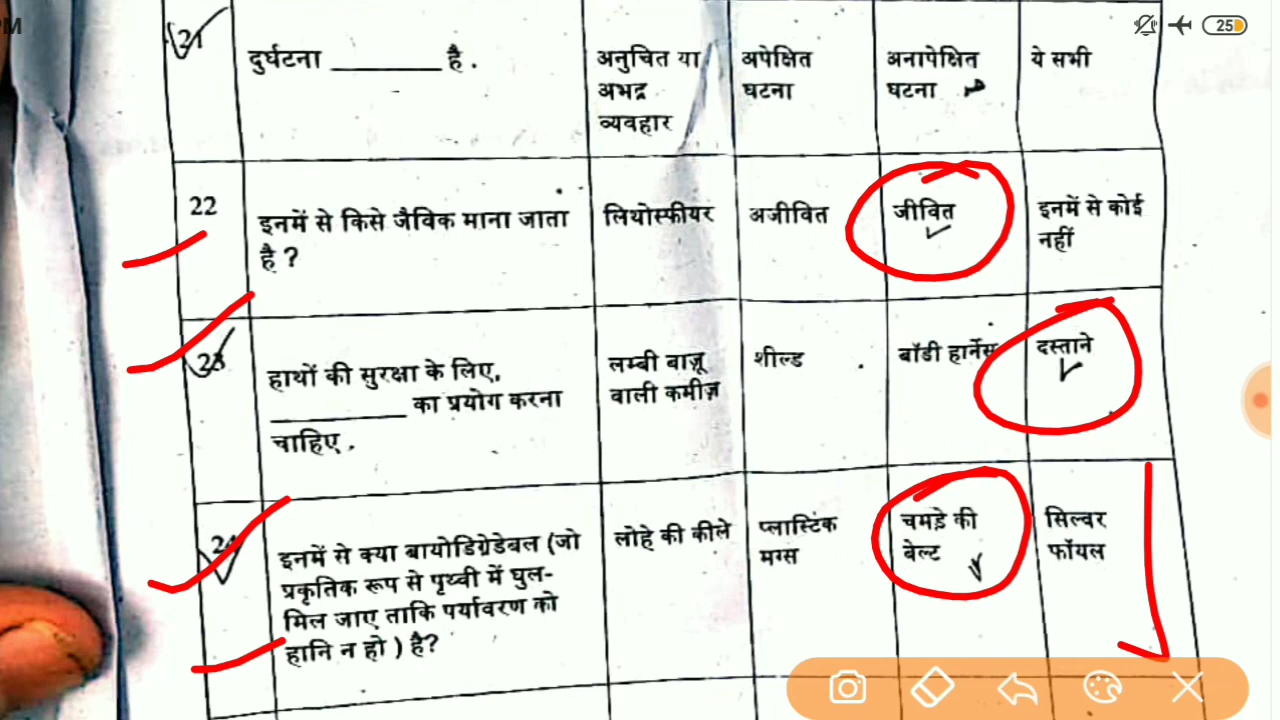 PM
25
21
दुर्घटना ________ है .
अनुचित या
अभद्र
व्यवहार
अपेक्षित
घटना
अनापेक्षित
घटना
ये सभी
22
इनमें से किसे जैविक माना जाता
है ?
लियोस्फीयर
अजीवित
जीवित
इनमें से कोई
नहीं
23
हाथों की सुरक्षा के लिए,
__________ का प्रयोग करना
चाहिए .
लम्बी बाज़ू
वाली कमीज़
शील्ड
बॉडी हार्नेस
दस्ताने
24
इनमें से क्या बायोडिग्रेडेबल (जो
प्रकृतिक रूप से पृथ्वी में घुल-
मिल जाए ताकि पर्यावरण को
हानि न हो ) है?
लोहे की कीले
प्लास्टिक
मग्स
चमड़े की
बेल्ट
सिल्वर
फॉयल